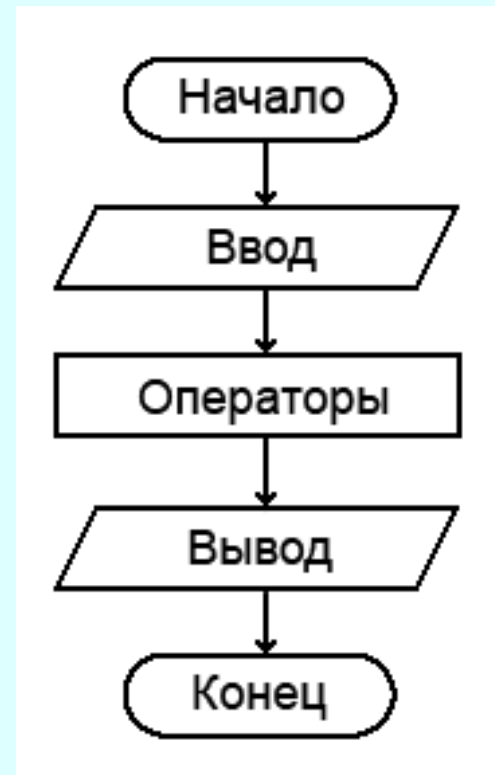 Начало
Ввод
Операторы
Вывод
Конец